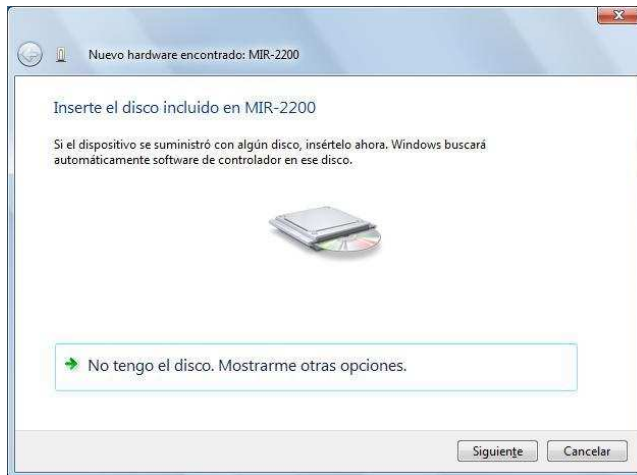 Nuevo hardware encontrado: MIR-2200
Inserte el disco incluido en MIR-2200
Si el dispositivo se suministró con algún disco, insértelo ahora. Windows buscará
automáticamente software de controlador en ese disco.
No tengo el disco. Mostrarme otras opciones.
Siguiente Cancelar